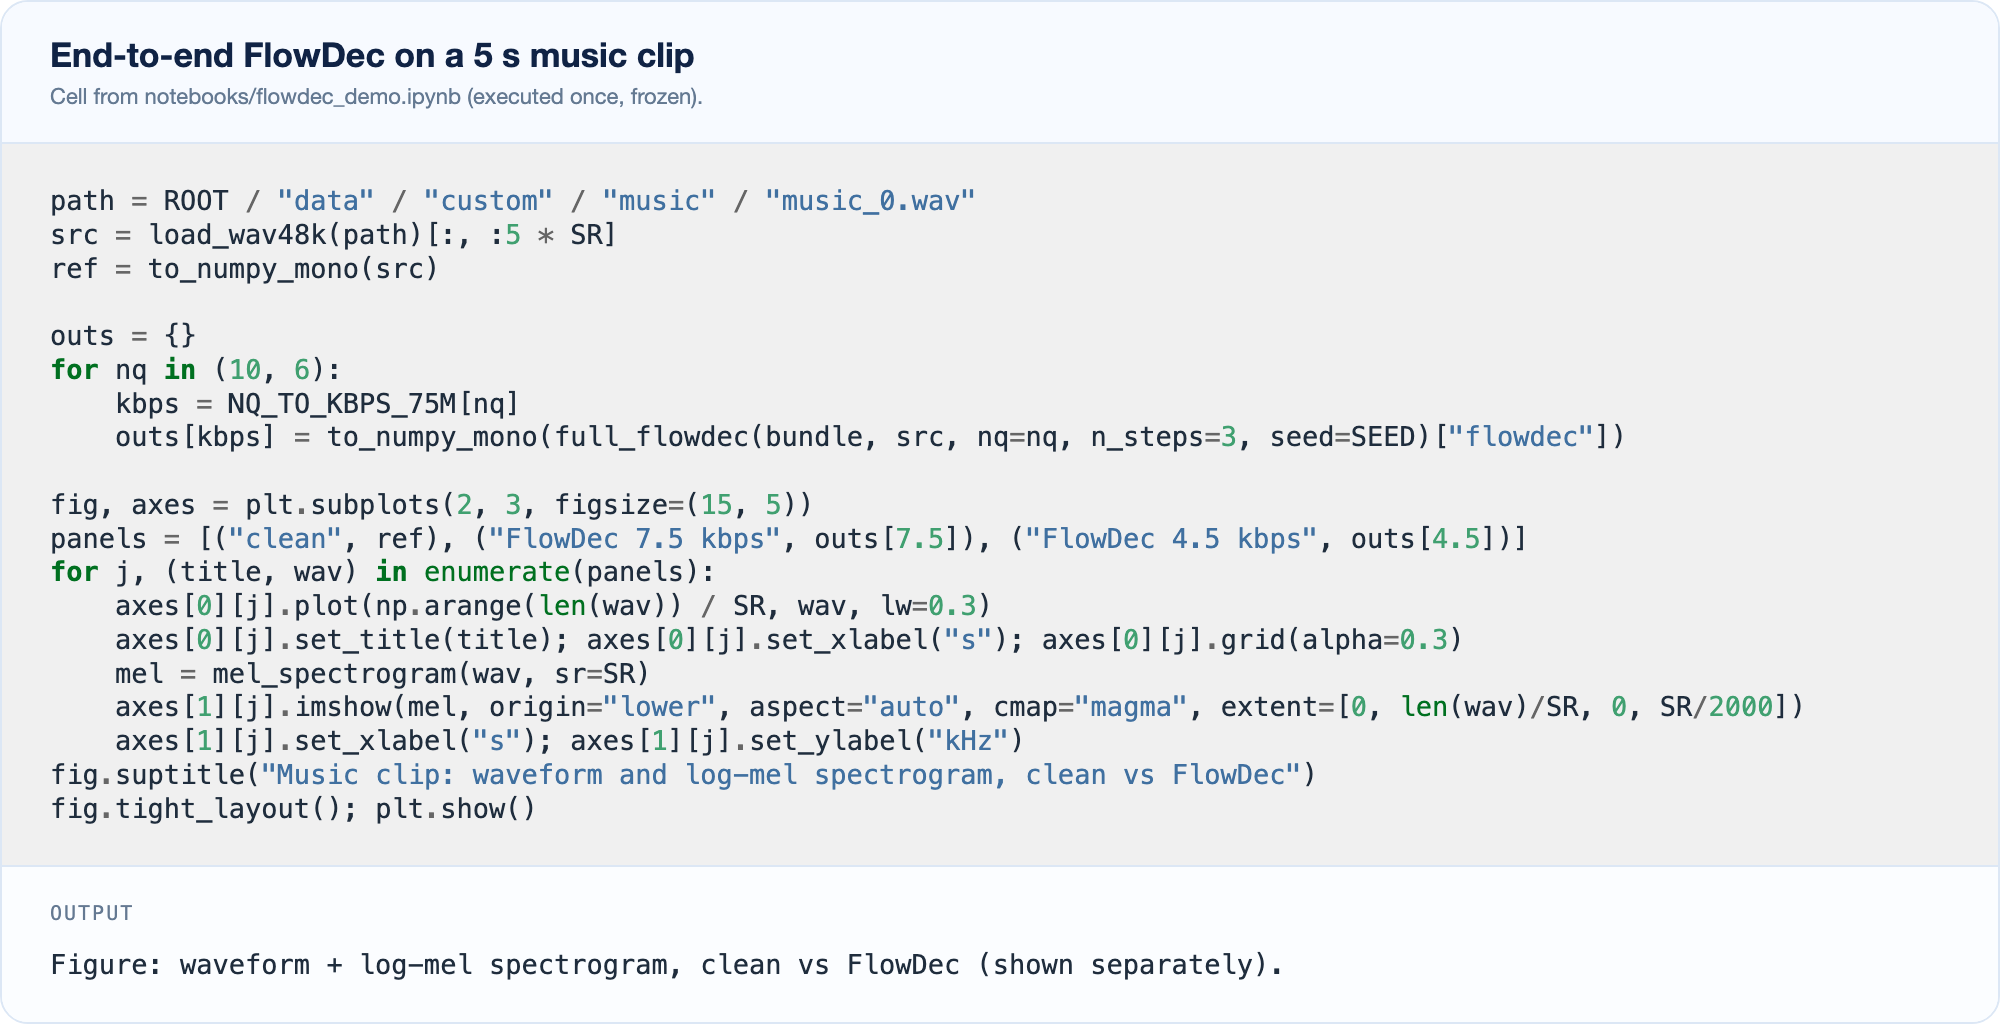 End-to-end FlowDec on a 5 s music clip
Cell from notebooks/flowdec_demo.ipynb (executed once, frozen).
path = ROOT / "data" / "custom" / "music" / "music_0.wav"
src = load_wav48k(path)[:, :5 * SR]
ref = to_numpy_mono(src)
outs = {}
for nq in (10, 6):
    kbps = NQ_TO_KBPS_75M[nq]
    outs[kbps] = to_numpy_mono(full_flowdec(bundle, src, nq=nq, n_steps=3, seed=SEED)["flowdec"])
fig, axes = plt.subplots(2, 3, figsize=(15, 5))
panels = [("clean", ref), ("FlowDec 7.5 kbps", outs[7.5]), ("FlowDec 4.5 kbps", outs[4.5])]
for j, (title, wav) in enumerate(panels):
    axes[0][j].plot(np.arange(len(wav)) / SR, wav, lw=0.3)
    axes[0][j].set_title(title); axes[0][j].set_xlabel("s"); axes[0][j].grid(alpha=0.3)
    mel = mel_spectrogram(wav, sr=SR)
    axes[1][j].imshow(mel, origin="lower", aspect="auto", cmap="magma", extent=[0, len(wav)/SR, 0, SR/2000])
    axes[1][j].set_xlabel("s"); axes[1][j].set_ylabel("kHz")
fig.suptitle("Music clip: waveform and log-mel spectrogram, clean vs FlowDec")
fig.tight_layout(); plt.show()
OUTPUT
Figure: waveform + log-mel spectrogram, clean vs FlowDec (shown separately).